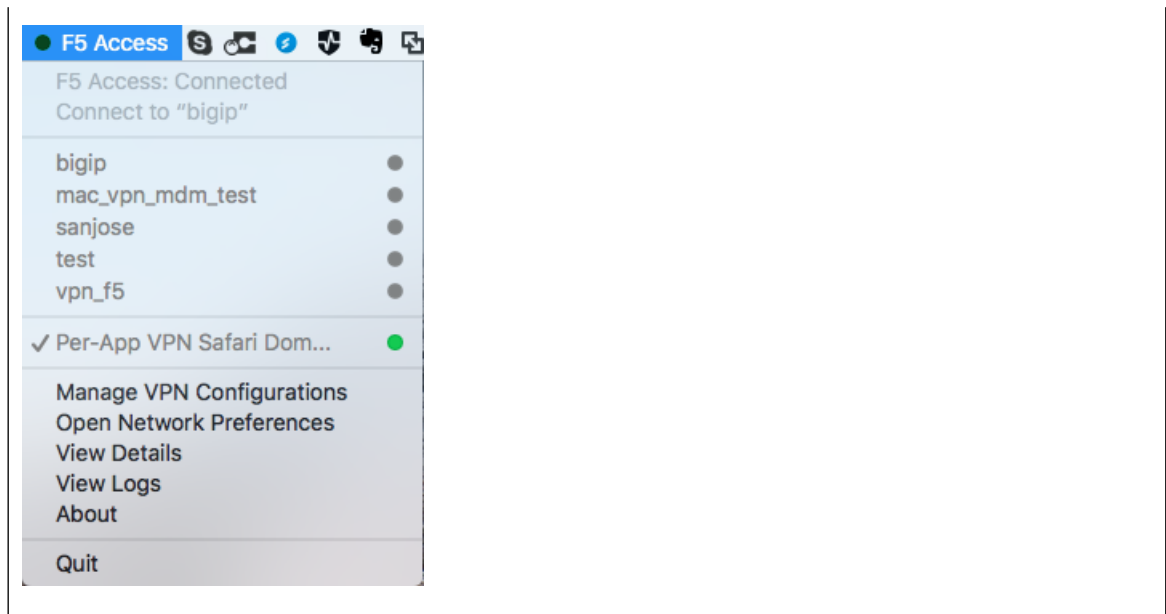 F5 Access
F5 Access: Connected
Connect to “bigip”
bigip
mac_vpn_mdm_test
sanjose
test
vpn_f5
✓ Per-App VPN Safari Dom...
Manage VPN Configurations
Open Network Preferences
View Details
View Logs
About
Quit